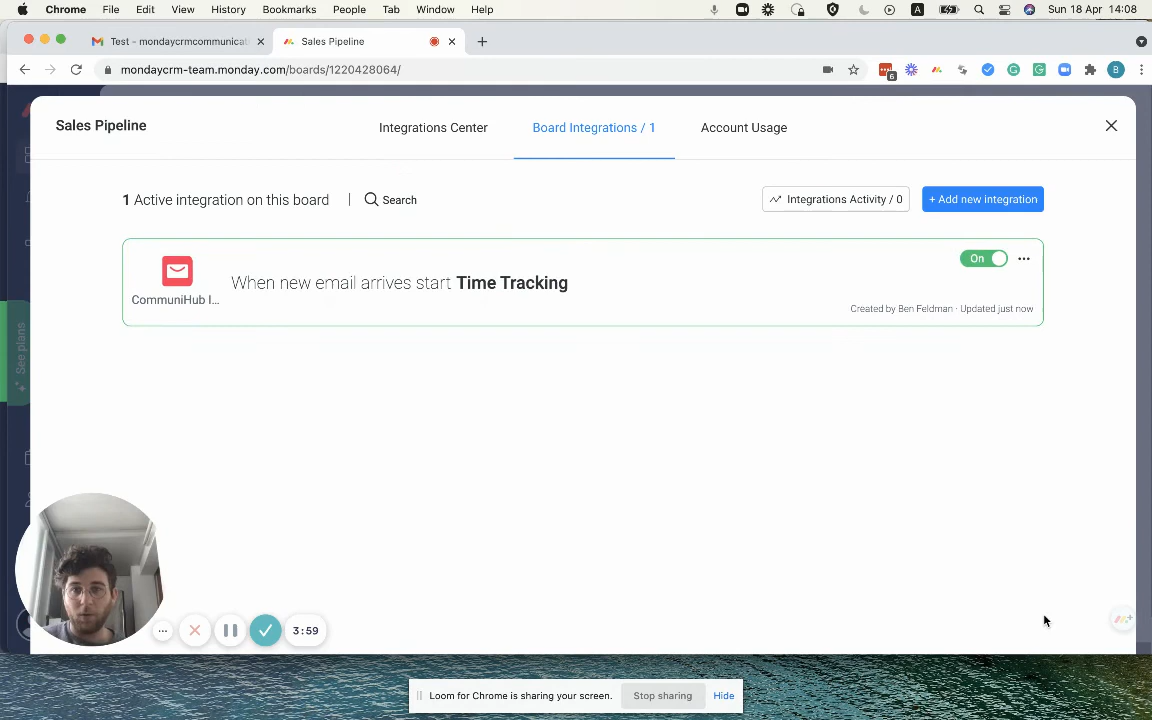 Chrome File Edit View History Bookmarks People Tab Window Help A Sun 18 Apr 14:08
Test - mondaycrmcommunicat
Sales Pipeline
mondaycrm-team.monday.com/boards/1220428064/
6
B
Sales Pipeline
Integrations Center
Board Integrations / 1
Account Usage
1 Active integration on this board
Search
Integrations Activity / 0
+ Add new integration
CommuniHub I...
When new email arrives start Time Tracking
On
Created by Ben Feldman · Updated just now
See plans
3:59
Loom for Chrome is sharing your screen.
Stop sharing
Hide